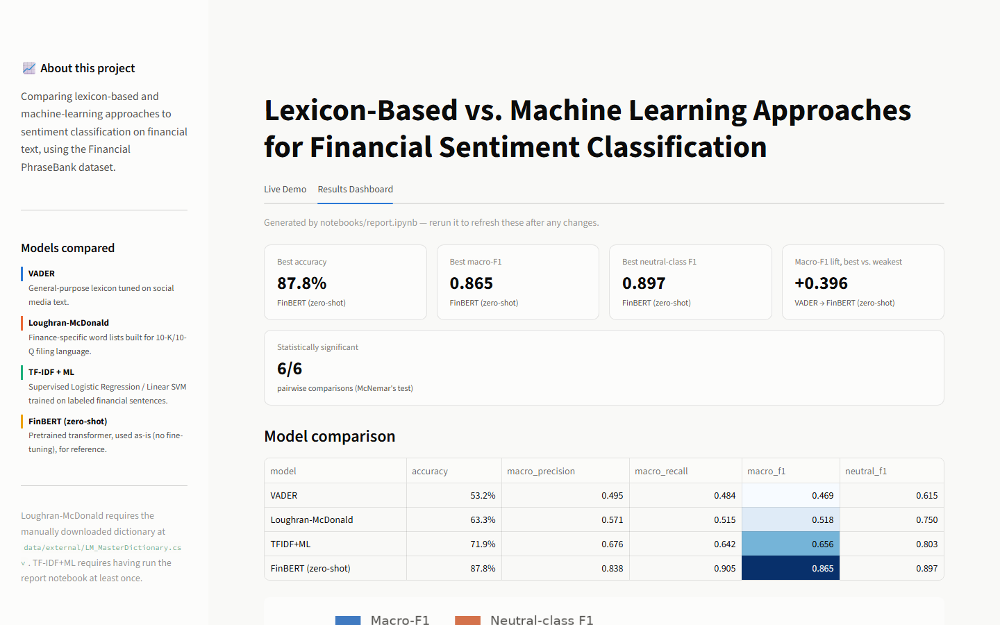 📈 About this project
Comparing lexicon-based and
machine-learning approaches to
sentiment classification on financial
text, using the Financial
PhraseBank dataset.
Models compared
VADER
General-purpose lexicon tuned on social
media text.
Loughran-McDonald
Finance-specific word lists built for 10-K/10-
Q filing language.
TF-IDF + ML
Supervised Logistic Regression / Linear SVM
trained on labeled financial sentences.
FinBERT (zero-shot)
Pretrained transformer, used as-is (no fine-
tuning), for reference.
Loughran-McDonald requires the
manually downloaded dictionary at
data/external/LM_MasterDictionary.cs
v . TF-IDF+ML requires having run the
report notebook at least once.
Lexicon-Based vs. Machine Learning Approaches
for Financial Sentiment Classification
Live Demo Results Dashboard
Generated by notebooks/report.ipynb — rerun it to refresh these after any changes.
Best accuracy
87.8%
FinBERT (zero-shot)
Best macro-F1
0.865
FinBERT (zero-shot)
Best neutral-class F1
0.897
FinBERT (zero-shot)
Macro-F1 lift, best vs. weakest
+0.396
VADER → FinBERT (zero-shot)
Statistically significant
6/6
pairwise comparisons (McNemar's test)
Model comparison
model accuracy macro_precision macro_recall macro_f1 neutral_f1
VADER 53.2% 0.495 0.484 0.469 0.615
Loughran-McDonald 63.3% 0.571 0.515 0.518 0.750
TFIDF+ML 71.9% 0.676 0.642 0.656 0.803
FinBERT (zero-shot) 87.8% 0.838 0.905 0.865 0.897
Macro-F1 Neutral-class F1